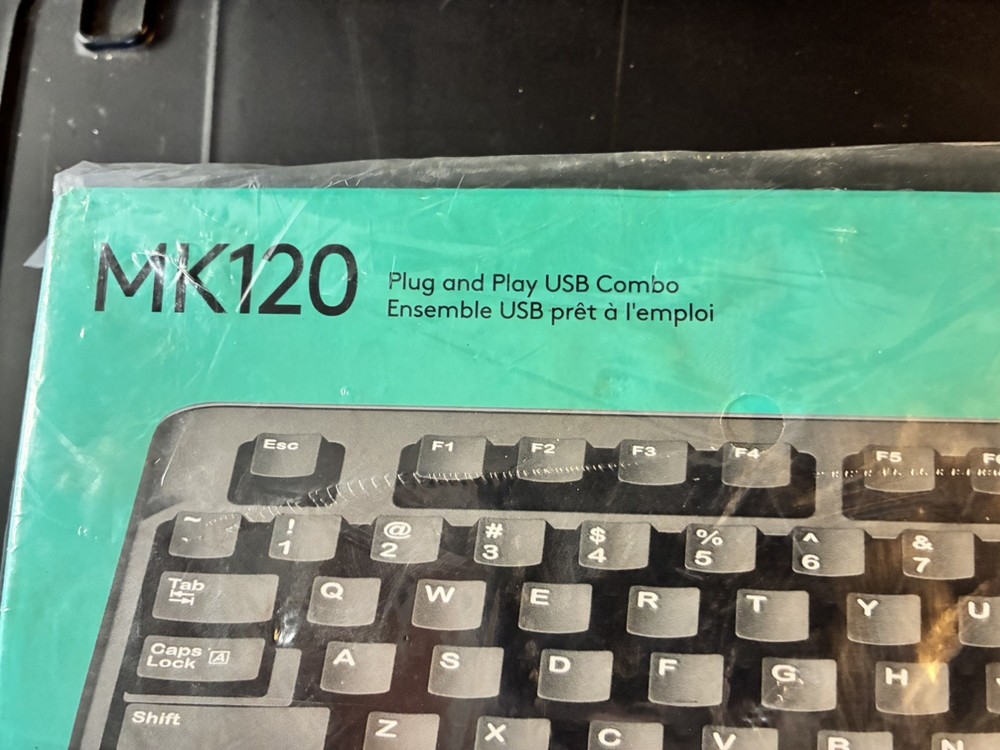 MK120
Plug and Play USB Combo
Ensemble USB prêt à l'emploi
Esc F1 F2 F3 F4 F5
~ ! @ # $ % ^ &
1 2 3 4 5 6 7
Tab Q W E R T Y U
Caps Lock A A S D F G H
Shift Z X C V B N